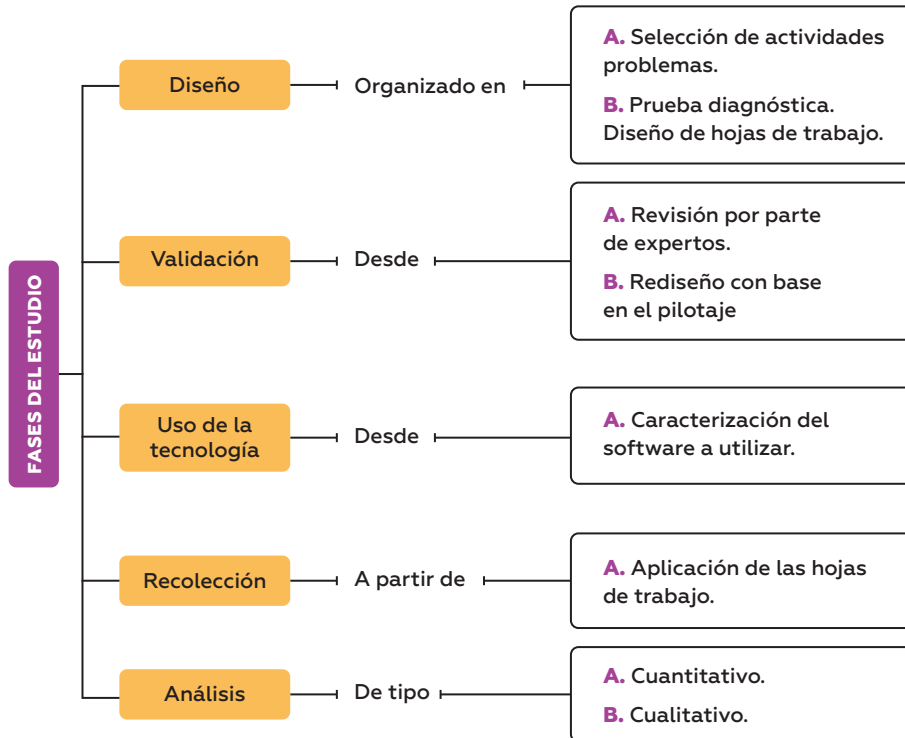 FASES DEL ESTUDIO
Diseño
Organizado en
A. Selección de actividades
problemas.
B. Prueba diagnóstica.
Diseño de hojas de trabajo.
Validación
Desde
A. Revisión por parte
de expertos.
B. Rediseño con base
en el pilotaje
Uso de la
tecnología
Desde
A. Caracterización del
software a utilizar.
Recolección
A partir de
A. Aplicación de las hojas
de trabajo.
Análisis
De tipo
A. Cuantitativo.
B. Cualitativo.